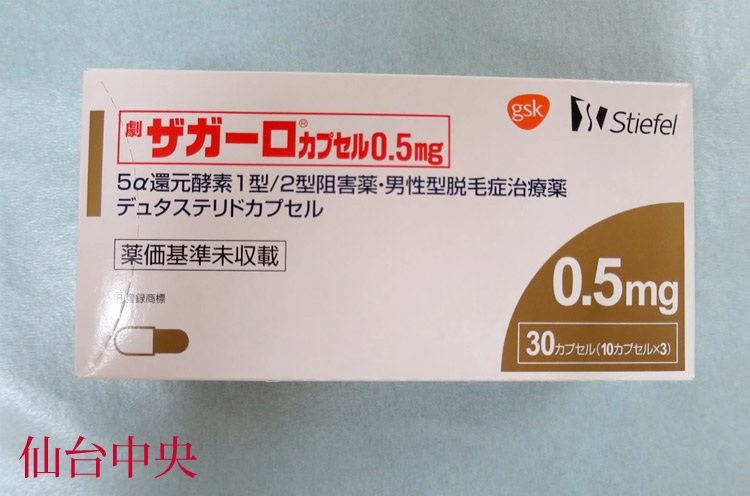 劇 ザガーロ®カプセル0.5mg
gsk
Stiefel
5α還元酵素1型/2型阻害薬・男性型脱毛症治療薬
デュタステリドカプセル
薬価基準未収載
Ⓡ登録商標
0.5mg
30カプセル(10カプセル×3)
仙台中央